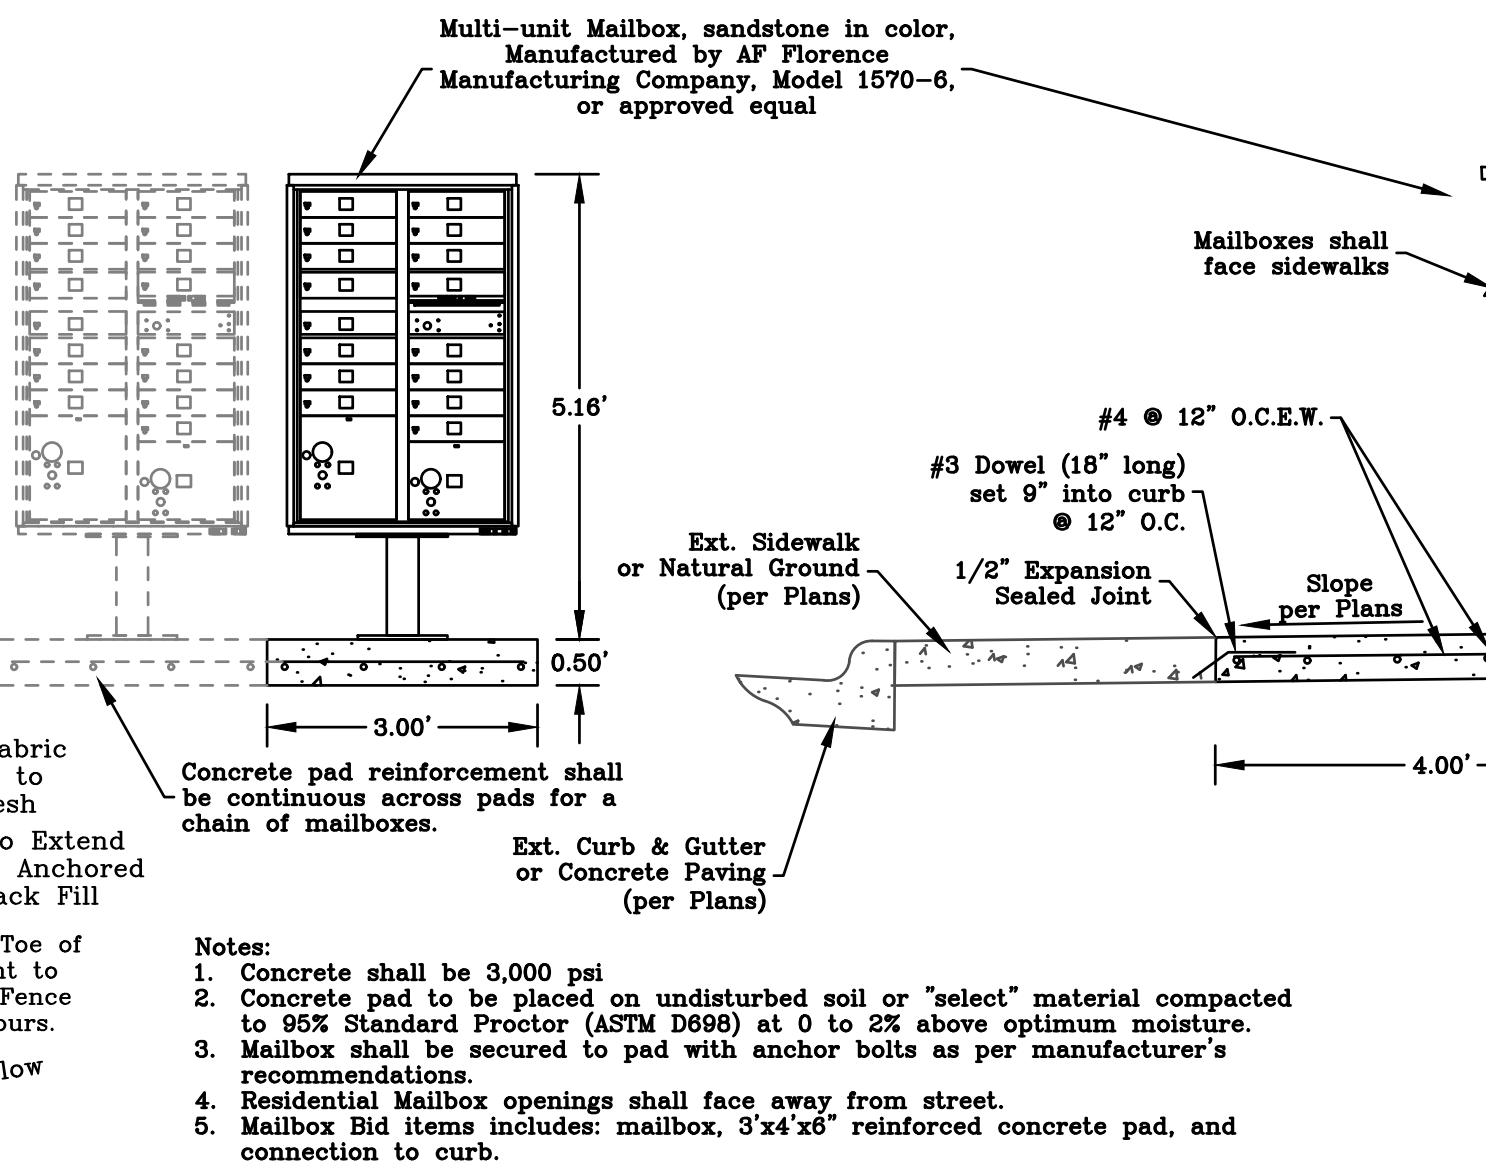 Multi-unit Mailbox, sandstone in color,
Manufactured by AF Florence
Manufacturing Company, Model 1570-6,
or approved equal
Mailboxes shall
face sidewalks
5.16'
#4 @ 12" O.C.E.W.
#3 Dowel (18" long)
set 9" into curb
@ 12" O.C.
Ext. Sidewalk
or Natural Ground
(per Plans)
1/2" Expansion
Sealed Joint
Slope
per Plans
0.50'
3.00'
4.00'
Concrete pad reinforcement shall
be continuous across pads for a
chain of mailboxes.
Ext. Curb & Gutter
or Concrete Paving
(per Plans)
to
Extend
Anchored
Fill
Toe of
to
Fence
Notes:
1. Concrete shall be 3,000 psi
2. Concrete pad to be placed on undisturbed soil or "select" material compacted
to 95% Standard Proctor (ASTM D698) at 0 to 2% above optimum moisture.
3. Mailbox shall be secured to pad with anchor bolts as per manufacturer's
recommendations.
4. Residential Mailbox openings shall face away from street.
5. Mailbox Bid items includes: mailbox, 3'x4'x6" reinforced concrete pad, and
connection to curb.